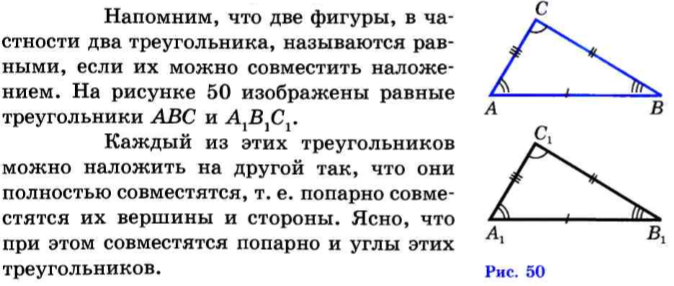 Напомним, что две фигуры, в ча-
стности два треугольника, называются рав-
ными, если их можно совместить наложе-
нием. На рисунке 50 изображены равные
треугольники ABC и A₁B₁C₁.
Каждый из этих треугольников
можно наложить на другой так, что они
полностью совместятся, т. е. попарно совме-
стятся их вершины и стороны. Ясно, что
при этом совместятся попарно и углы этих
треугольников.
C
A
B
C₁
A₁
B₁
Рис. 50